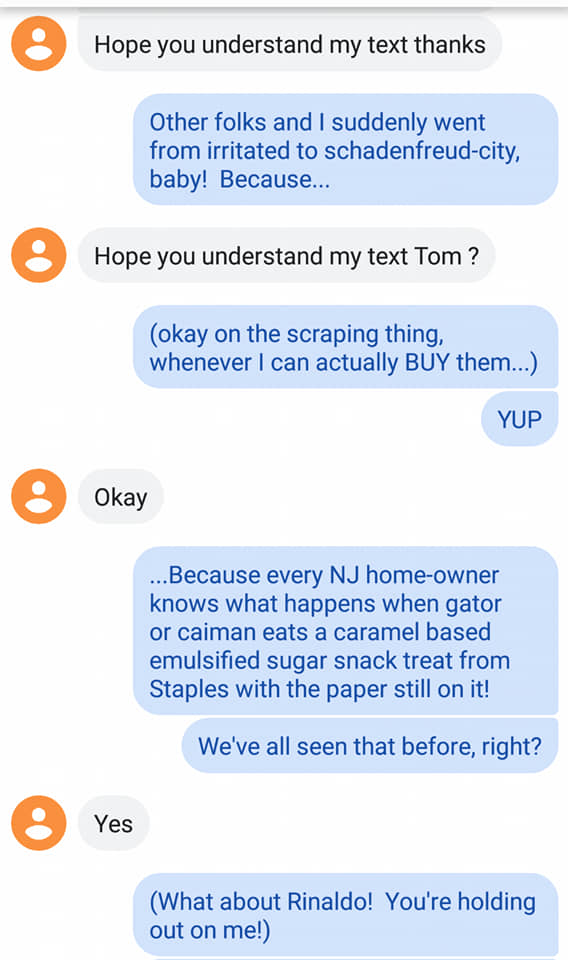 Hope you understand my text thanks
Other folks and I suddenly went
from irritated to schadenfreud-city,
baby!  Because...
Hope you understand my text Tom ?
(okay on the scraping thing,
whenever I can actually BUY them...)
YUP
Okay
...Because every NJ home-owner
knows what happens when gator
or caiman eats a caramel based
emulsified sugar snack treat from
Staples with the paper still on it!
We've all seen that before, right?
Yes
(What about Rinaldo!  You're holding
out on me!)